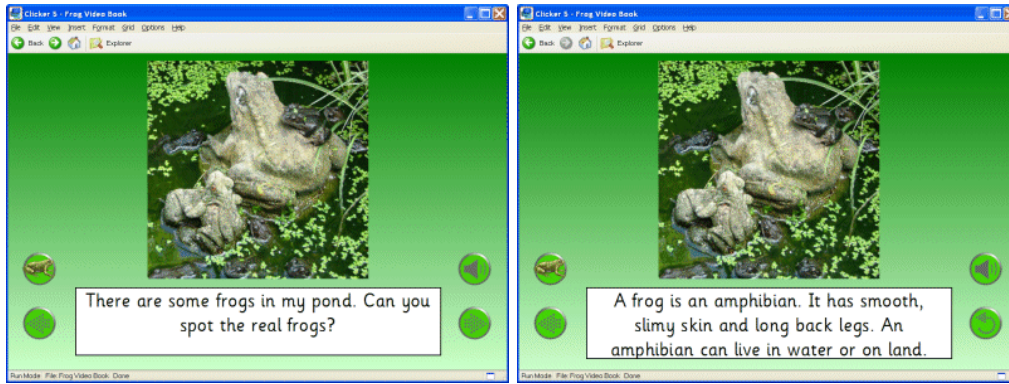 Clicker 5 - Frog Video Book
File Edit View Insert Format Grid Options Help
Back Explorer
There are some frogs in my pond. Can you
spot the real frogs?
Run Mode File: Frog Video Book Done
Clicker 5 - Frog Video Book
File Edit View Insert Format Grid Options Help
Back Explorer
A frog is an amphibian. It has smooth,
slimy skin and long back legs. An
amphibian can live in water or on land.
Run Mode File: Frog Video Book Done